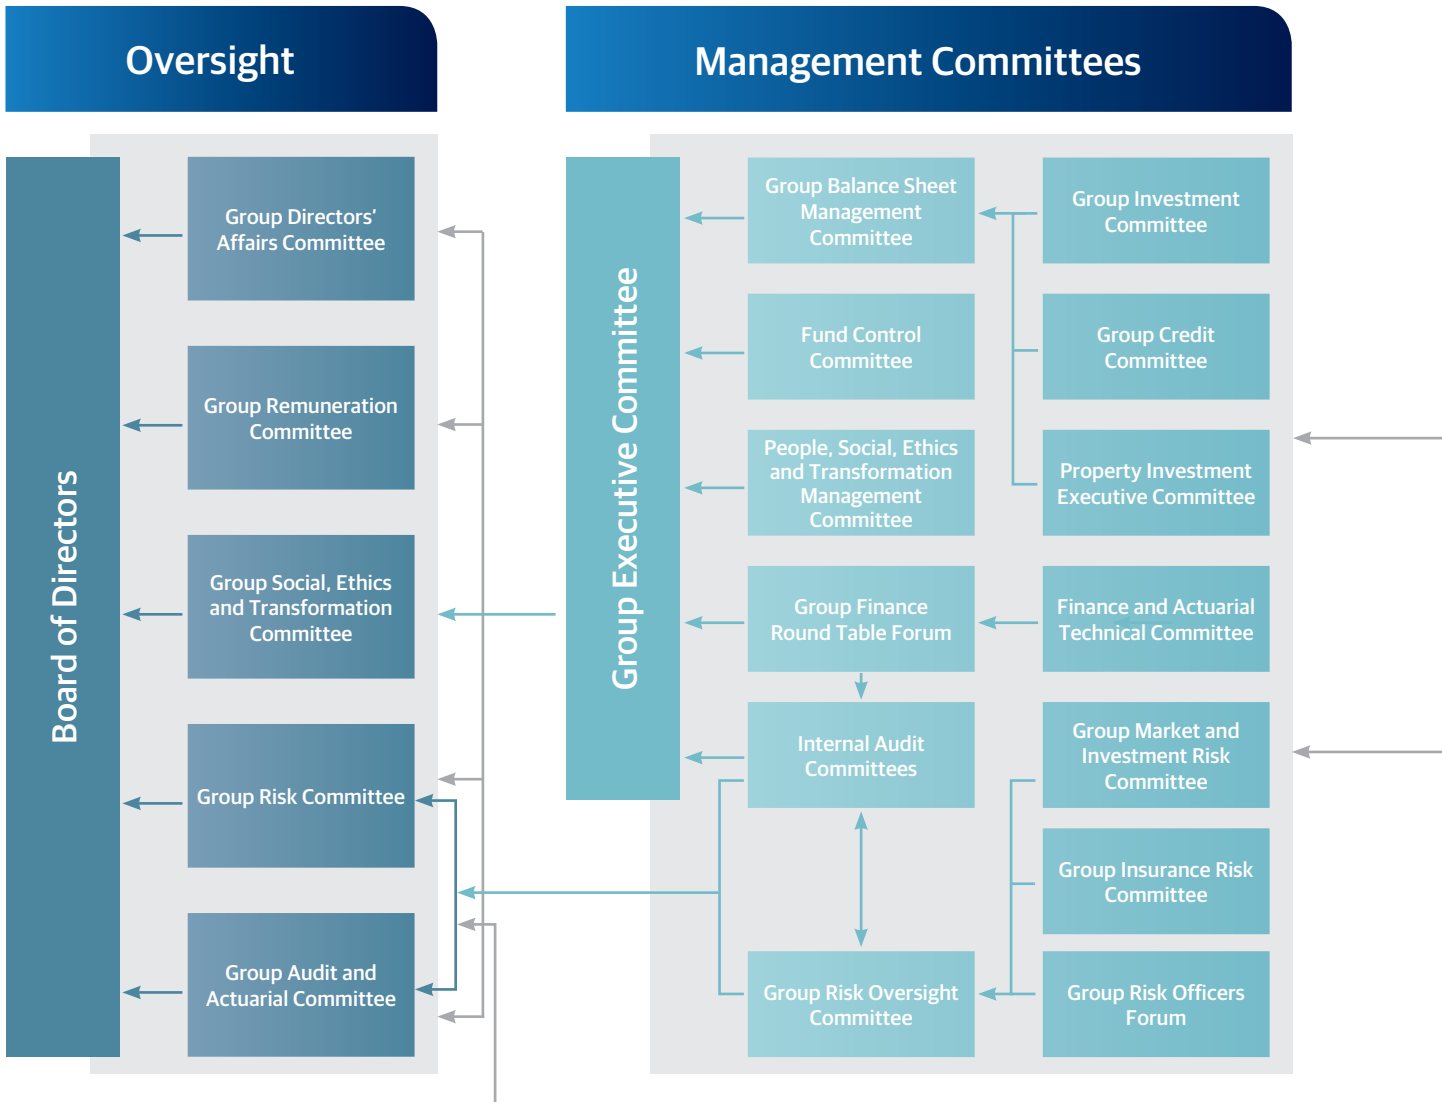 Oversight
Board of Directors
Group Directors’
Affairs Committee
Group Remuneration
Committee
Group Social, Ethics
and Transformation
Committee
Group Risk Committee
Group Audit and
Actuarial Committee
Management Committees
Group Executive Committee
Group Balance Sheet
Management
Committee
Fund Control
Committee
People, Social, Ethics
and Transformation
Management
Committee
Group Finance
Round Table Forum
Internal Audit
Committees
Group Risk Oversight
Committee
Group Investment
Committee
Group Credit
Committee
Property Investment
Executive Committee
Finance and Actuarial
Technical Committee
Group Market and
Investment Risk
Committee
Group Insurance Risk
Committee
Group Risk Officers
Forum